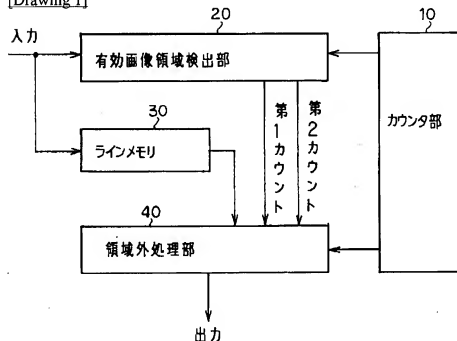 [Drawing 1]
20
10
入力
有効画像領域検出部
30
第1カウント
第2カウント
カウンタ部
ラインメモリ
40
領域外処理部
出力